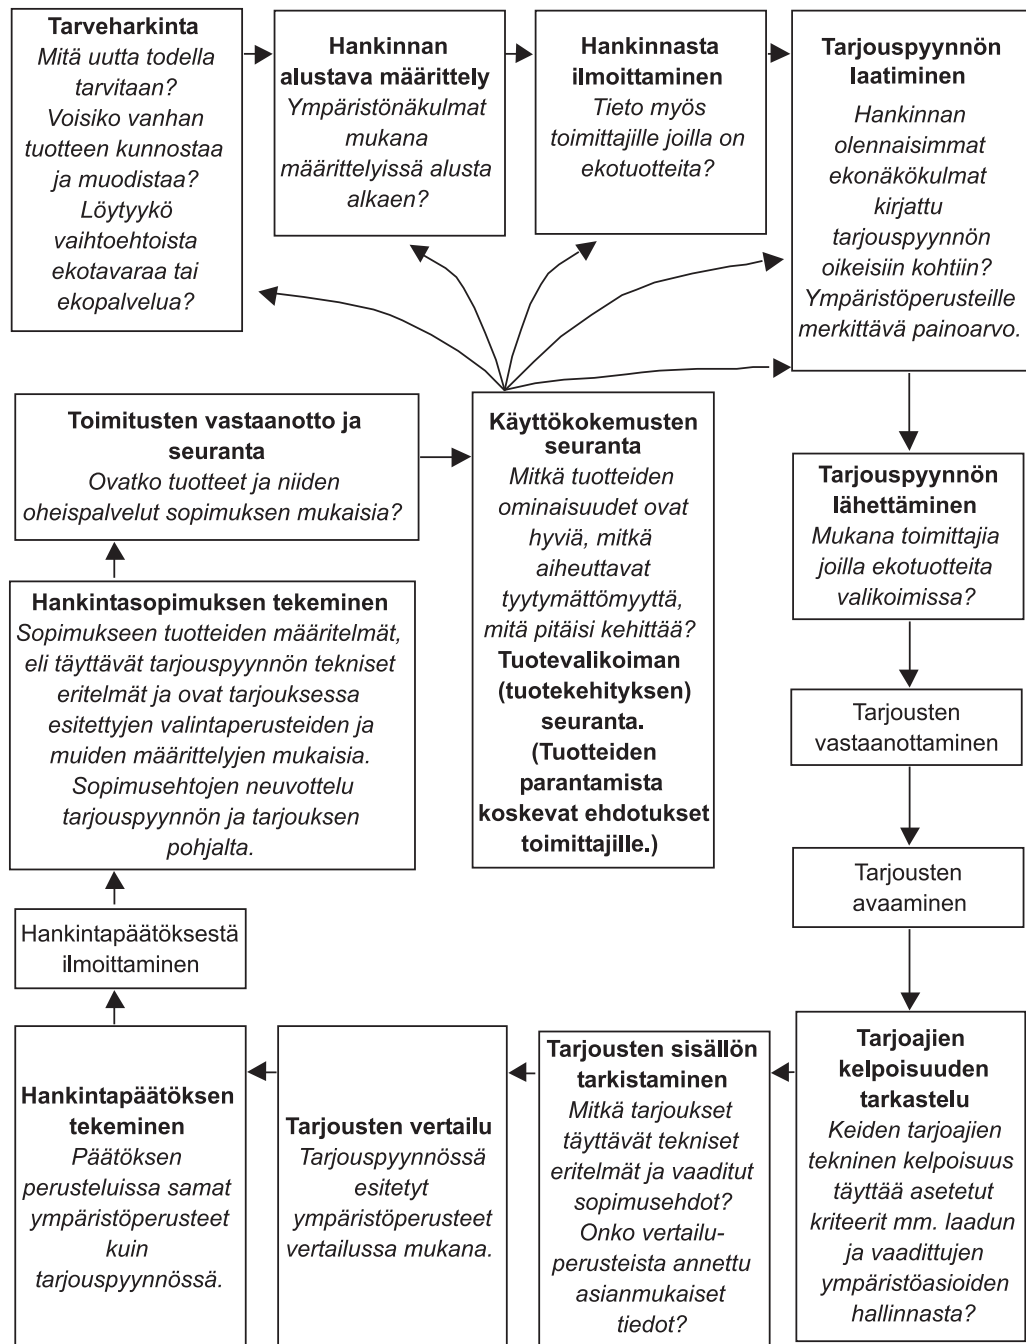 Tarveharkinta
Mitä uutta todella
tarvitaan?
Voisiko vanhan
tuotteen kunnostaa
ja muodistaa?
Löytyykö
vaihtoehtoista
ekotavaraa tai
ekopalvelua?
Hankinnan
alustava määrittely
Ympäristönäkulmat
mukana
määrittelyissä alusta
alkaen?
Hankinnasta
ilmoittaminen
Tieto myös
toimittajille joilla on
ekotuotteita?
Tarjouspyynnön
laatiminen
Hankinnan
olennaisimmat
ekonäkökulmat
kirjattu
tarjouspyynnön
oikeisiin kohtiin?
Ympäristöperusteille
merkittävä painoarvo.
Tarjouspyynnön
lähettäminen
Mukana toimittajia
joilla ekotuotteita
valikoimissa?
Tarjousten
vastaanottaminen
Tarjousten
avaaminen
Tarjoajien
kelpoisuuden
tarkastelu
Keiden tarjoajien
tekninen kelpoisuus
täyttää asetetut
kriteerit mm. laadun
ja vaadittujen
ympäristöasioiden
hallinnasta?
Tarjousten sisällön
tarkistaminen
Mitkä tarjoukset
täyttävät tekniset
eritelmät ja vaaditut
sopimusehdot?
Onko vertailu-
perusteista annettu
asianmukaiset
tiedot?
Tarjousten vertailu
Tarjouspyynnössä
esitetyt
ympäristöperusteet
vertailussa mukana.
Hankintapäätöksen
tekeminen
Päätöksen
perusteluissa samat
ympäristöperusteet
kuin
tarjouspyynnössä.
Hankintapäätöksestä
ilmoittaminen
Hankintasopimuksen tekeminen
Sopimukseen tuotteiden määritelmät,
eli täyttävät tarjouspyynnön tekniset
eritelmät ja ovat tarjouksessa
esitettyjen valintaperusteiden ja
muiden määrittelyjen mukaisia.
Sopimusehtojen neuvottelu
tarjouspyynnön ja tarjouksen
pohjalta.
Toimitusten vastaanotto ja
seuranta
Ovatko tuotteet ja niiden
oheispalvelut sopimuksen mukaisia?
Käyttökokemusten
seuranta
Mitkä tuotteiden
ominaisuudet ovat
hyviä, mitkä
aiheuttavat
tyytymättömyyttä,
mitä pitäisi kehittää?
Tuotevalikoiman
(tuotekehityksen)
seuranta.
(Tuotteiden
parantamista
koskevat ehdotukset
toimittajille.)